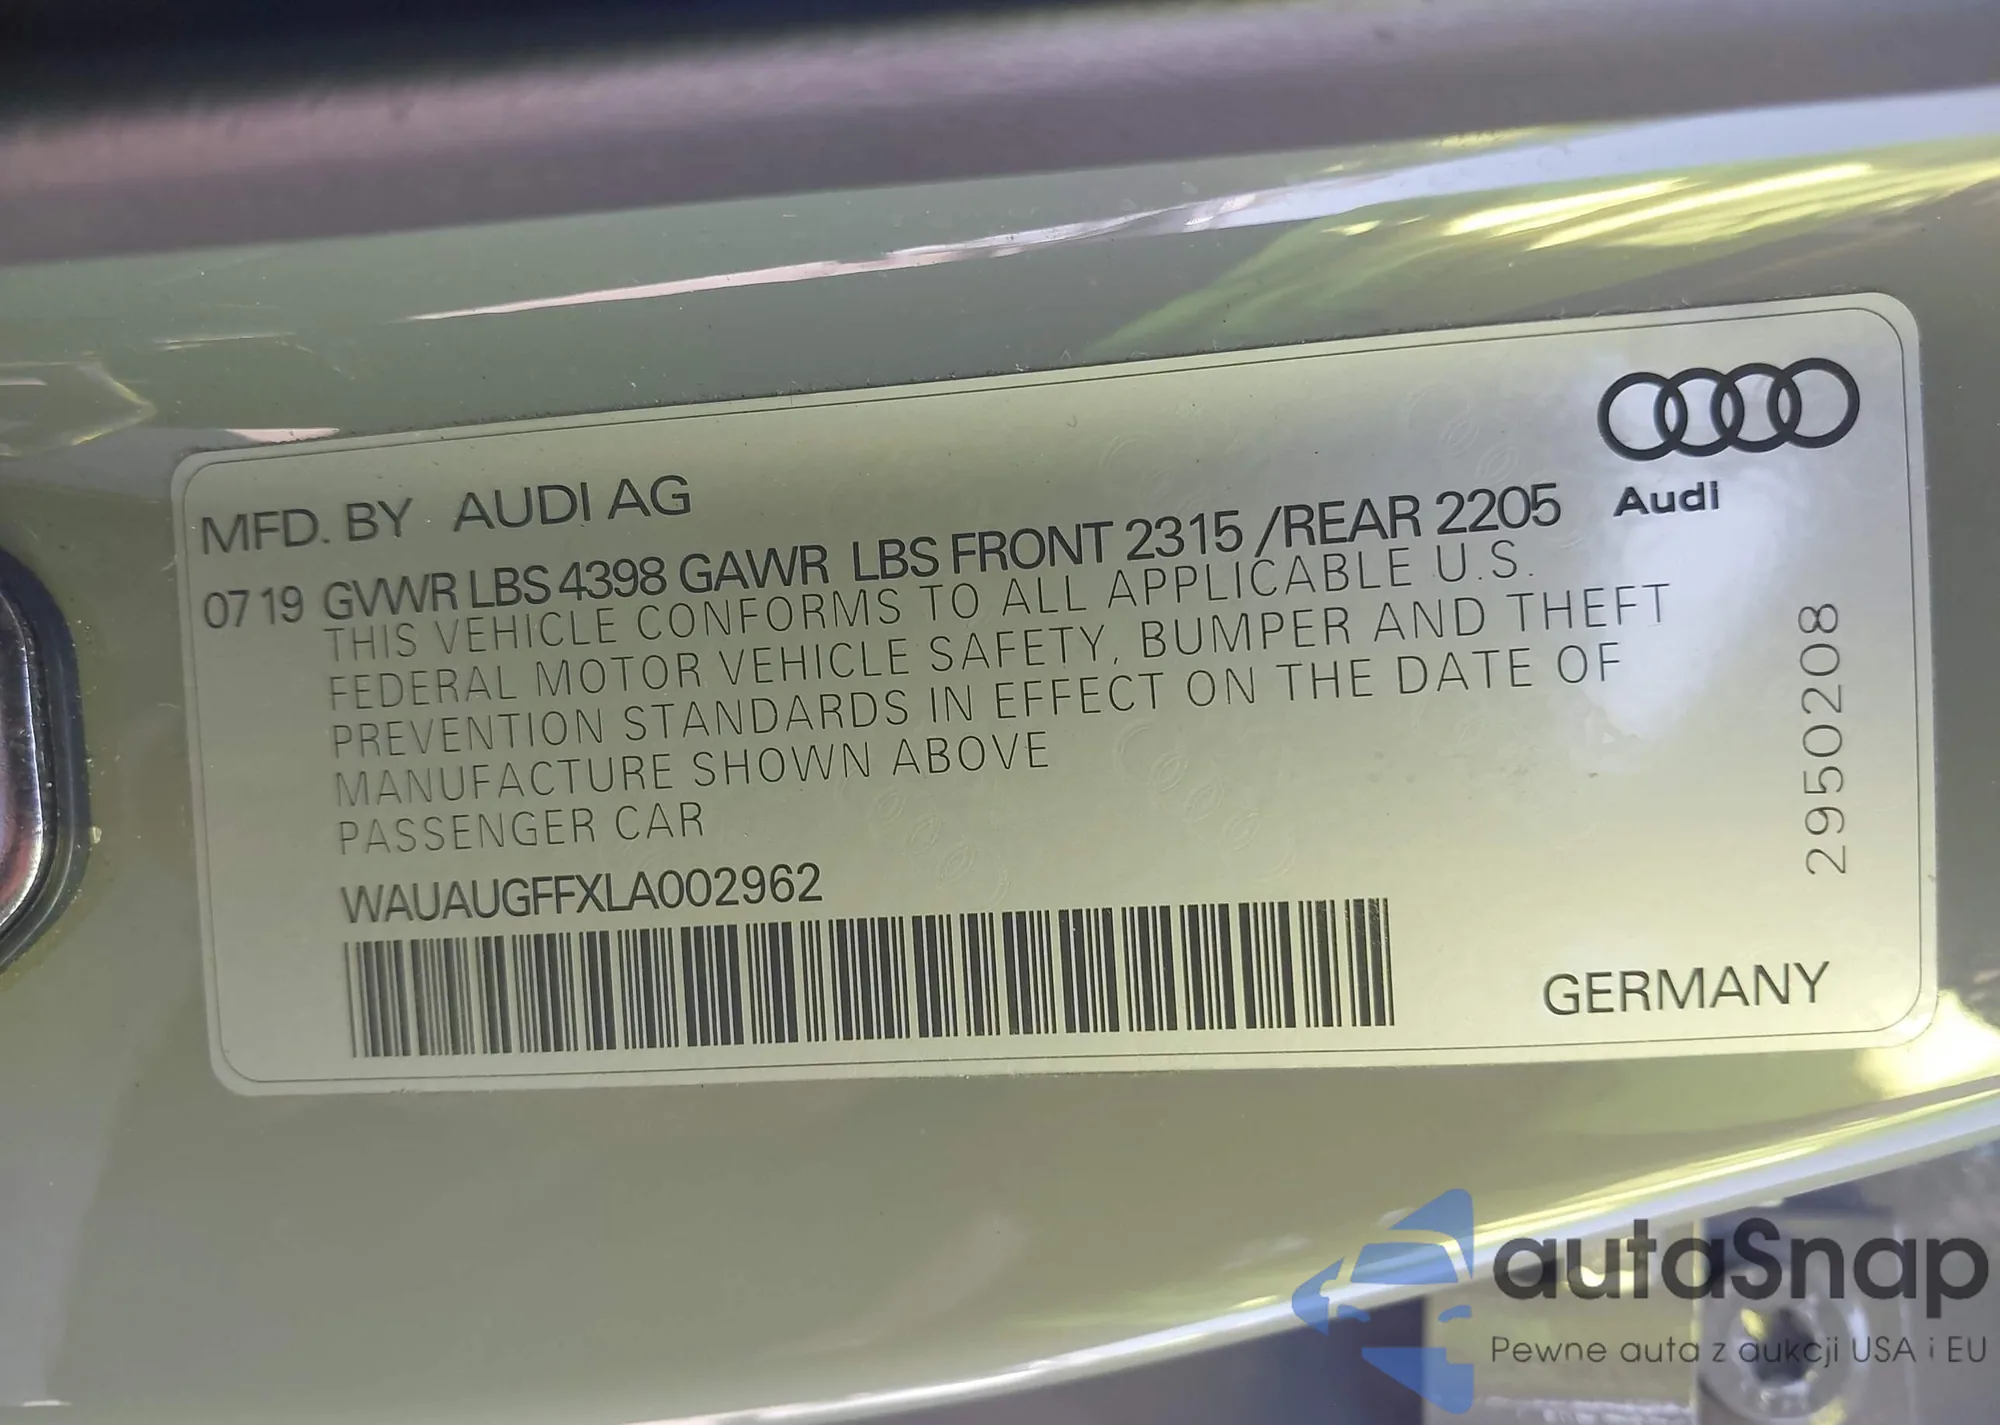 MFD. BY AUDI AG
Audi
07 19 GVWR LBS 4398 GAWR LBS FRONT 2315 /REAR 2205
THIS VEHICLE CONFORMS TO ALL APPLICABLE U.S.
FEDERAL MOTOR VEHICLE SAFETY, BUMPER AND THEFT
PREVENTION STANDARDS IN EFFECT ON THE DATE OF
MANUFACTURE SHOWN ABOVE
PASSENGER CAR
WAUAUGFFXLA002962
2950208
GERMANY
autaSnap
Pewne auta z aukcji USA i EU